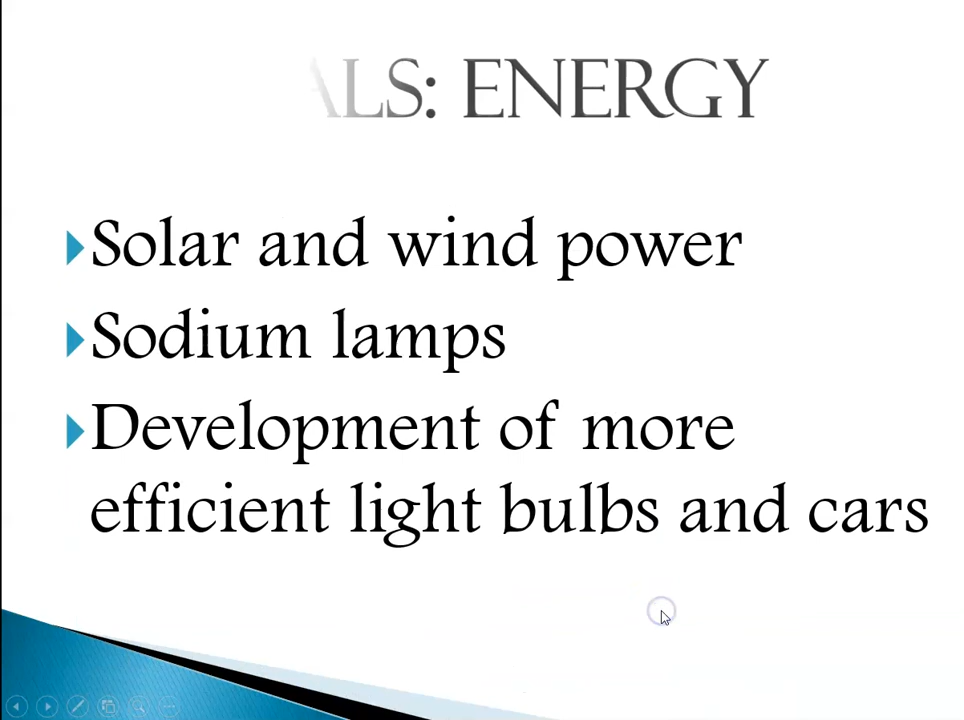 ALS: ENERGY
Solar and wind power
Sodium lamps
Development of more
efficient light bulbs and cars